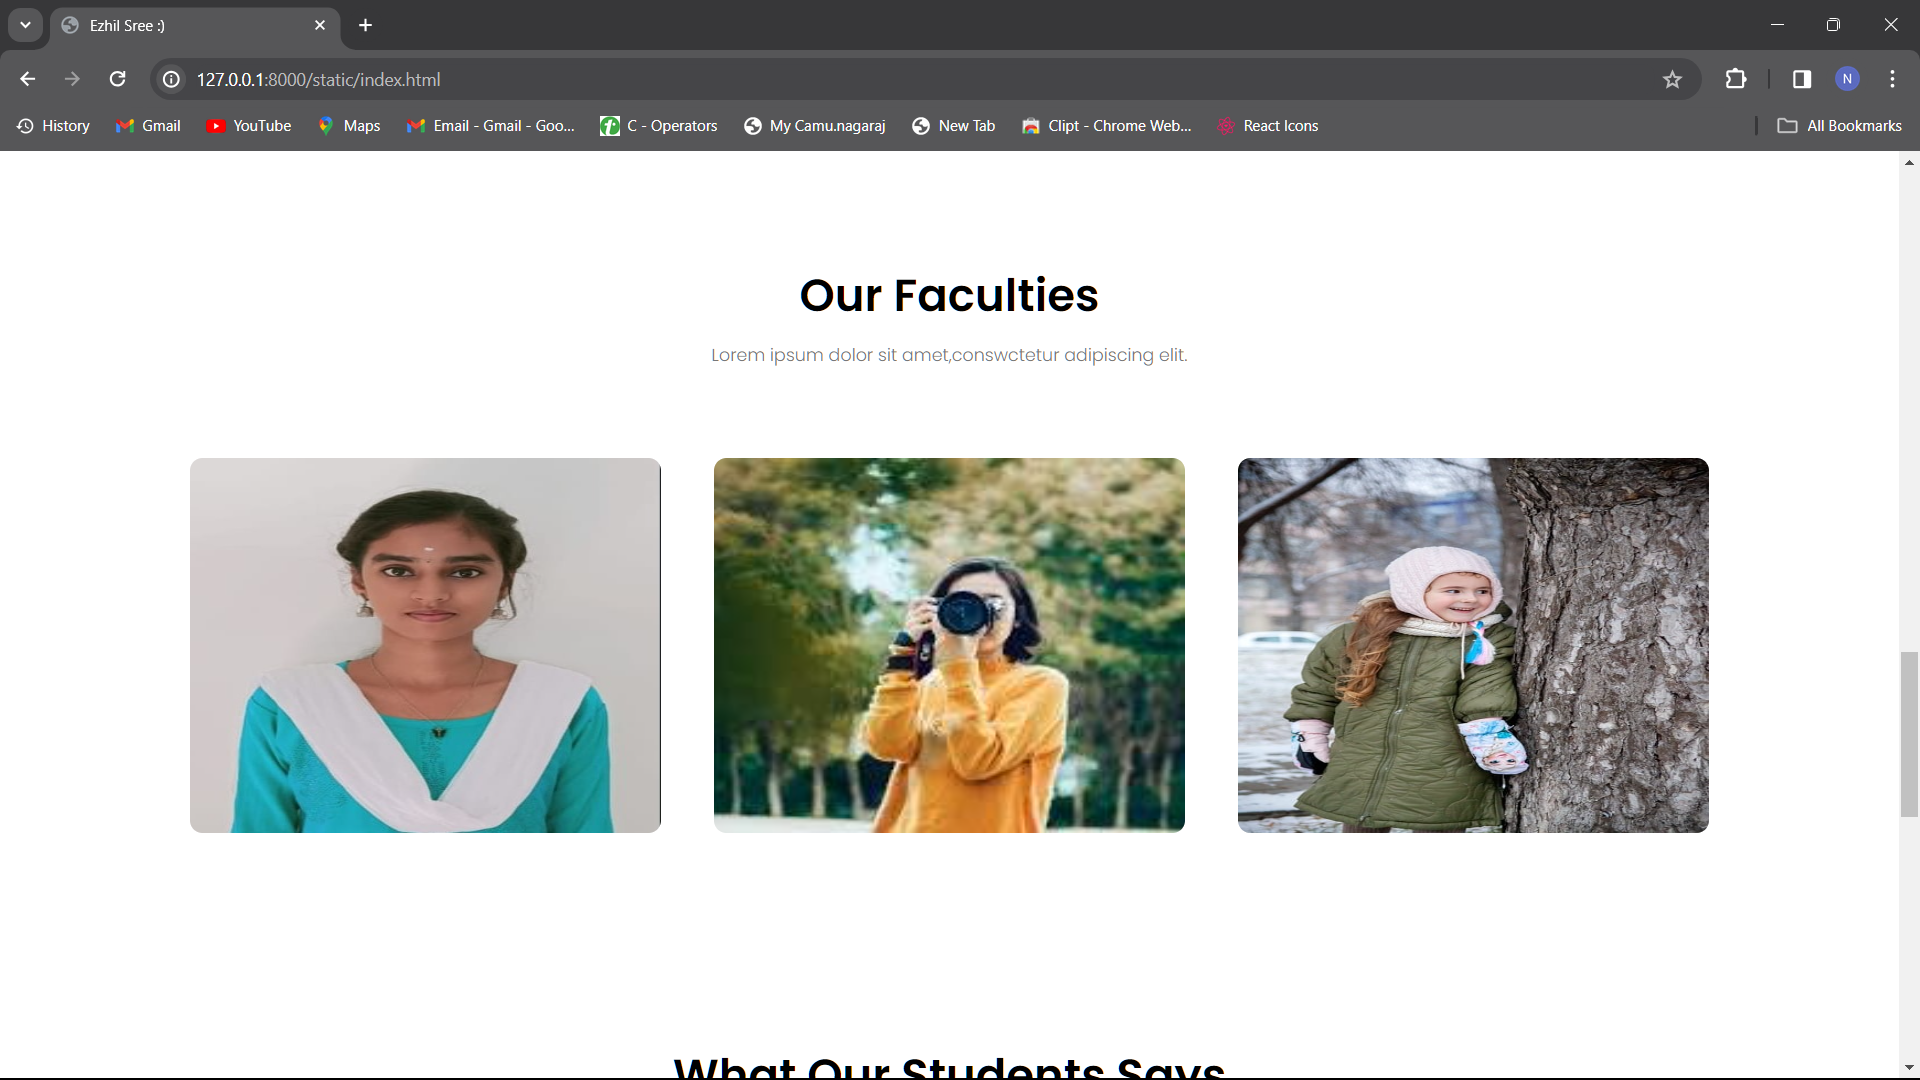 Ezhil Sree :)
127.0.0.1:8000/static/index.html
N
History Gmail YouTube Maps Email - Gmail - Goo... C - Operators My Camu.nagaraj New Tab Clipt - Chrome Web... React Icons All Bookmarks
Our Faculties
Lorem ipsum dolor sit amet,conswctetur adipiscing elit.
What Our Students Says